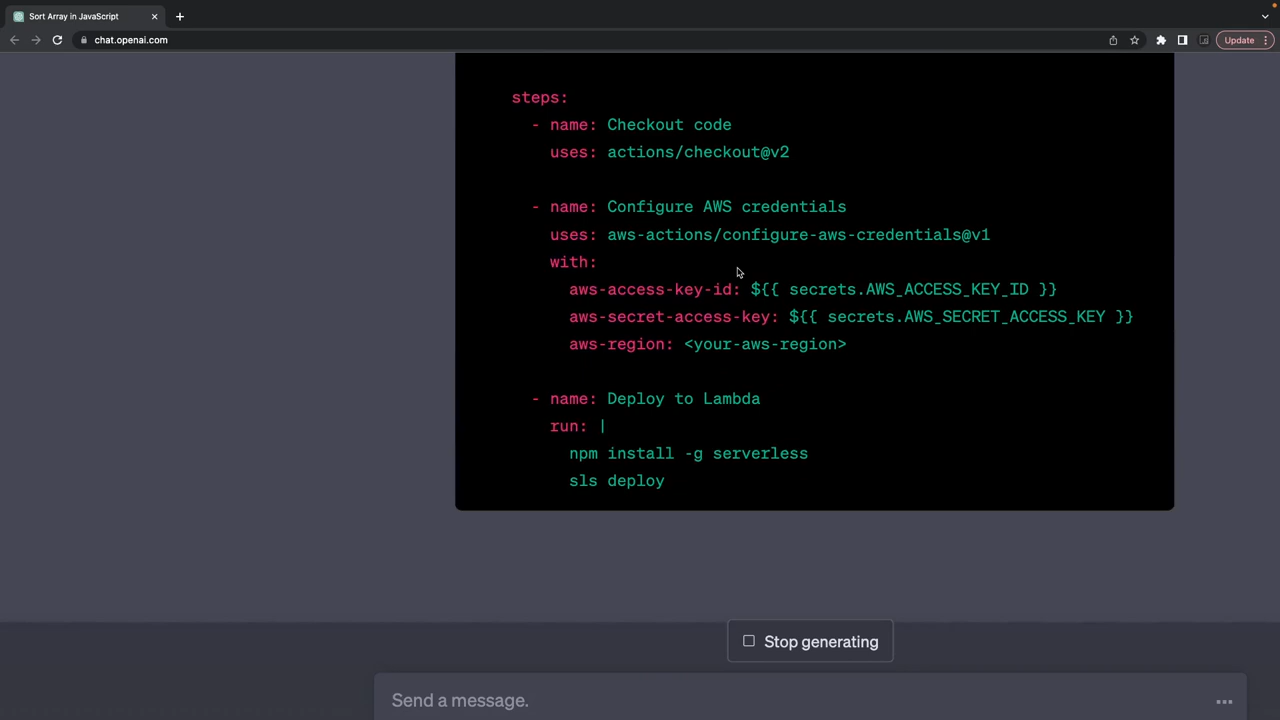 Sort Array in JavaScript
chat.openai.com
Update
steps:
- name: Checkout code
uses: actions/checkout@v2
- name: Configure AWS credentials
uses: aws-actions/configure-aws-credentials@v1
with:
aws-access-key-id: ${{ secrets.AWS_ACCESS_KEY_ID }}
aws-secret-access-key: ${{ secrets.AWS_SECRET_ACCESS_KEY }}
aws-region: <your-aws-region>
- name: Deploy to Lambda
run: |
npm install -g serverless
sls deploy
Stop generating
Send a message.